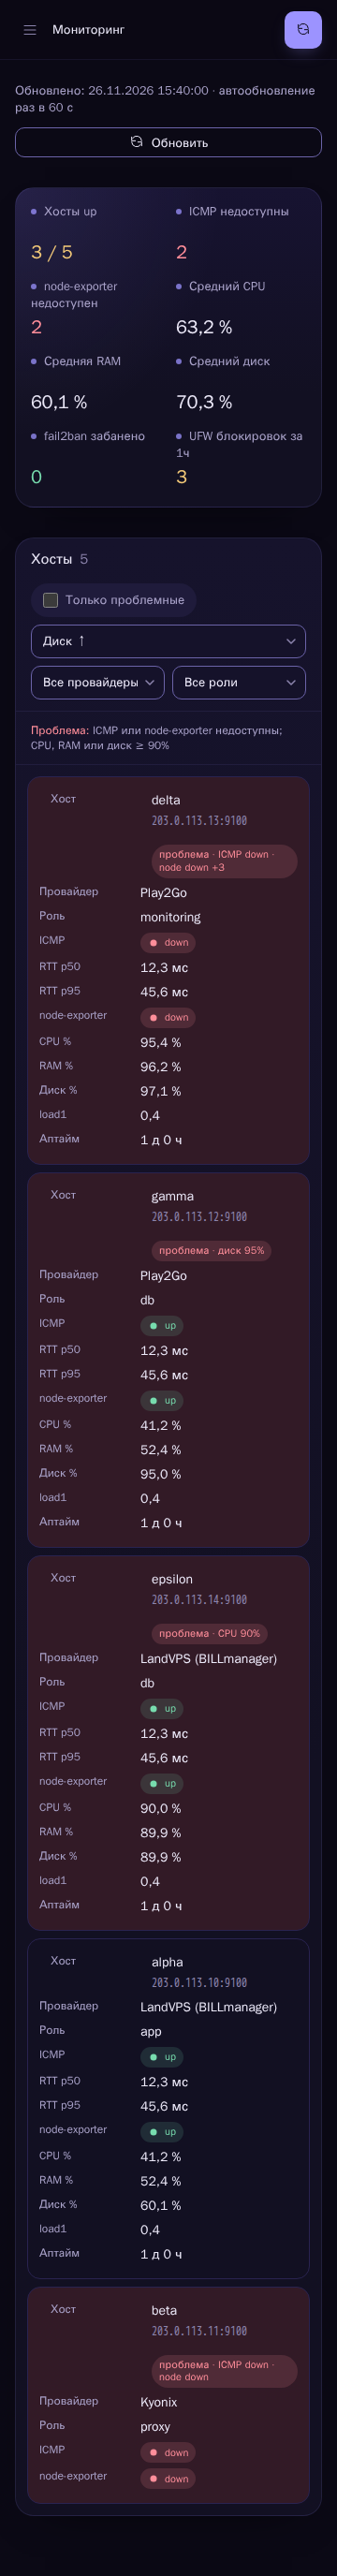 Мониторинг
Обновлено: 26.11.2026 15:40:00 · автообновление
раз в 60 с
Обновить
Хосты up
3 / 5
ICMP недоступны
2
node-exporter
недоступен
2
Средний CPU
63,2 %
Средняя RAM
60,1 %
Средний диск
70,3 %
fail2ban забанено
0
UFW блокировок за
1ч
3
Хосты 5
Только проблемные
Диск ↑
Все провайдеры
Все роли
Проблема: ICMP или node-exporter недоступны;
CPU, RAM или диск ≥ 90%
Хост delta
203.0.113.13:9100
проблема · ICMP down ·
node down +3
Провайдер Play2Go
Роль monitoring
ICMP down
RTT p50 12,3 мс
RTT p95 45,6 мс
node-exporter down
CPU % 95,4 %
RAM % 96,2 %
Диск % 97,1 %
load1 0,4
Аптайм 1 д 0 ч
Хост gamma
203.0.113.12:9100
проблема · диск 95%
Провайдер Play2Go
Роль db
ICMP up
RTT p50 12,3 мс
RTT p95 45,6 мс
node-exporter up
CPU % 41,2 %
RAM % 52,4 %
Диск % 95,0 %
load1 0,4
Аптайм 1 д 0 ч
Хост epsilon
203.0.113.14:9100
проблема · CPU 90%
Провайдер LandVPS (BILLmanager)
Роль db
ICMP up
RTT p50 12,3 мс
RTT p95 45,6 мс
node-exporter up
CPU % 90,0 %
RAM % 89,9 %
Диск % 89,9 %
load1 0,4
Аптайм 1 д 0 ч
Хост alpha
203.0.113.10:9100
Провайдер LandVPS (BILLmanager)
Роль app
ICMP up
RTT p50 12,3 мс
RTT p95 45,6 мс
node-exporter up
CPU % 41,2 %
RAM % 52,4 %
Диск % 60,1 %
load1 0,4
Аптайм 1 д 0 ч
Хост beta
203.0.113.11:9100
проблема · ICMP down ·
node down
Провайдер Kyonix
Роль proxy
ICMP down
node-exporter down